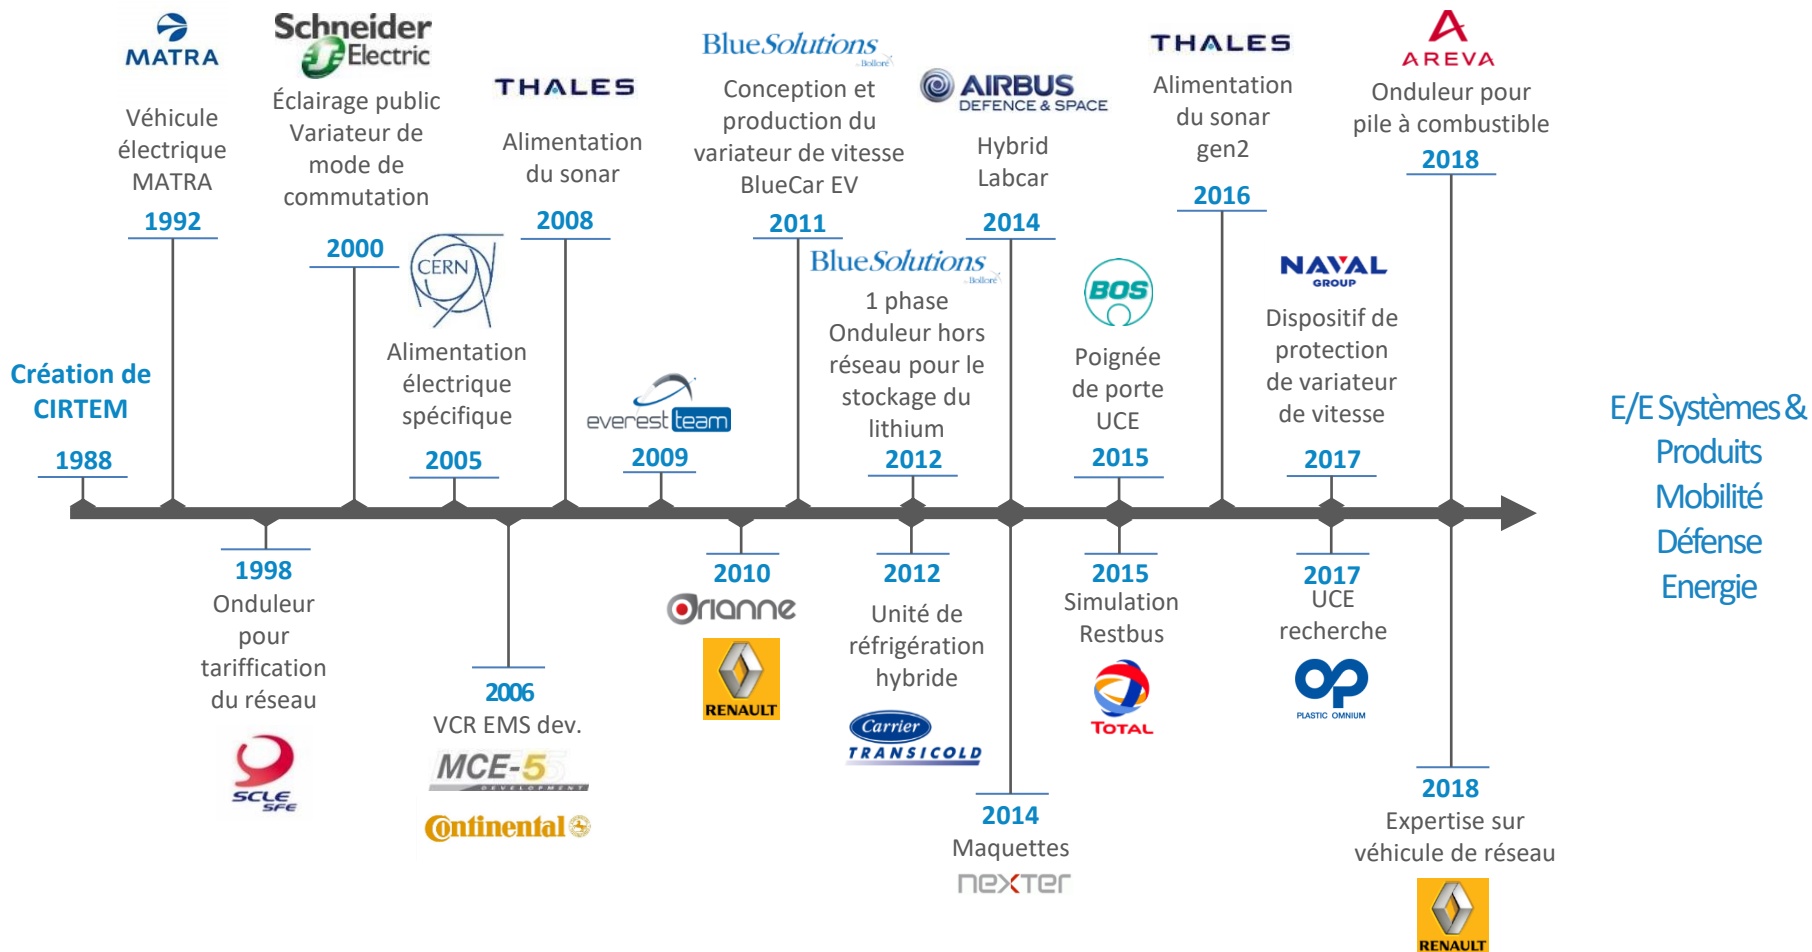 Création de
CIRTEM
1988
MATRA
Véhicule
électrique
MATRA
1992
Schneider
Electric
Éclairage public
Variateur de
mode de
commutation
2000
CERN
Alimentation
électrique
spécifique
2005
THALES
Alimentation
du sonar
2008
everest team
2009
BlueSolutions
by Bolloré
Conception et
production du
variateur de vitesse
BlueCar EV
2011
BlueSolutions
by Bolloré
1 phase
Onduleur hors
réseau pour le
stockage du
lithium
2012
AIRBUS
DEFENCE & SPACE
Hybrid
Labcar
2014
BOS
Poignée
de porte
UCE
2015
THALES
Alimentation
du sonar
gen2
2016
NAVAL
GROUP
Dispositif de
protection
de variateur
de vitesse
2017
AREVA
Onduleur pour
pile à combustible
2018
1998
Onduleur
pour
tariffication
du réseau
SCLE
SFE
2006
VCR EMS dev.
MCE-5
DEVELOPMENT
Continental
2010
Orianne
RENAULT
2012
Unité de
réfrigération
hybride
Carrier
TRANSICOLD
2014
Maquettes
nexter
2015
Simulation
Restbus
TOTAL
2017
UCE
recherche
OP
PLASTIC OMNIUM
2018
Expertise sur
véhicule de réseau
RENAULT
E/E Systèmes &
Produits
Mobilité
Défense
Energie